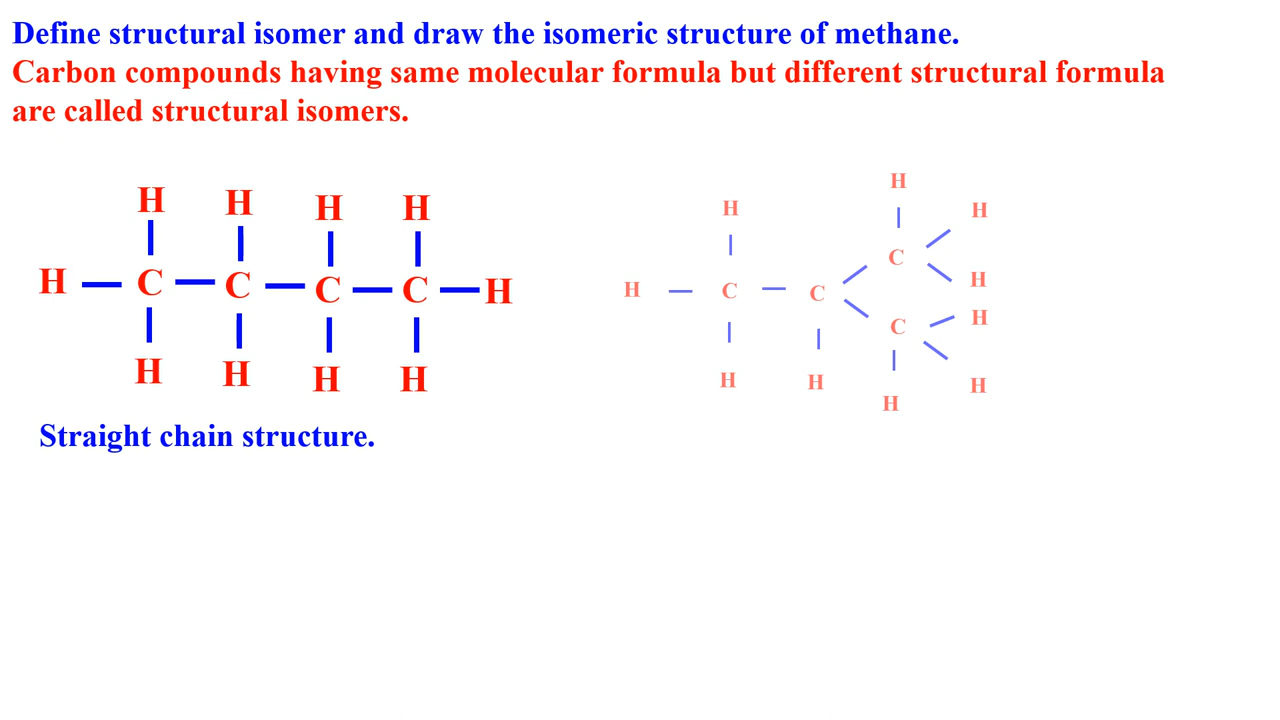 Define structural isomer and draw the isomeric structure of methane.
Carbon compounds having same molecular formula but different structural formula
are called structural isomers.
H H H H
H C C C C H
H H H H
Straight chain structure.
H
H H
C
H C C H
C H
H H H
H